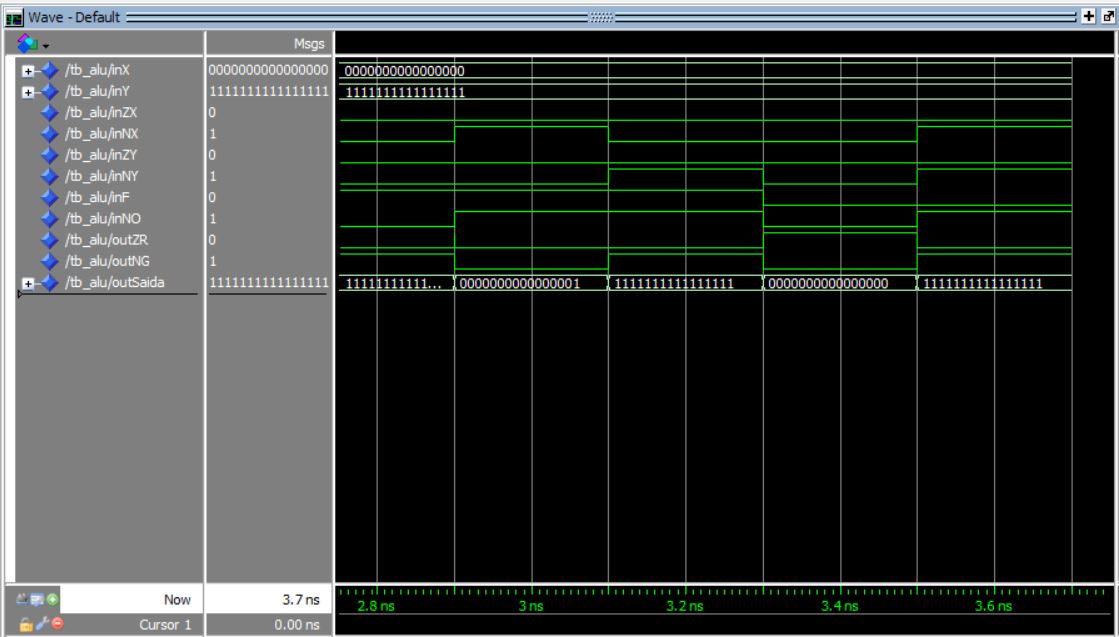 Wave - Default
Msgs
/tb_alu/inX 0000000000000000 0000000000000000
/tb_alu/inY 1111111111111111 1111111111111111
/tb_alu/inZX 0
/tb_alu/inNX 1
/tb_alu/inZY 0
/tb_alu/inNY 1
/tb_alu/inF 0
/tb_alu/inNO 1
/tb_alu/outZR 0
/tb_alu/outNG 1
/tb_alu/outSaida 1111111111111111 11111111111... 0000000000000001 1111111111111111 0000000000000000 1111111111111111
Now 3.7 ns 2.8 ns 3 ns 3.2 ns 3.4 ns 3.6 ns
Cursor 1 0.00 ns